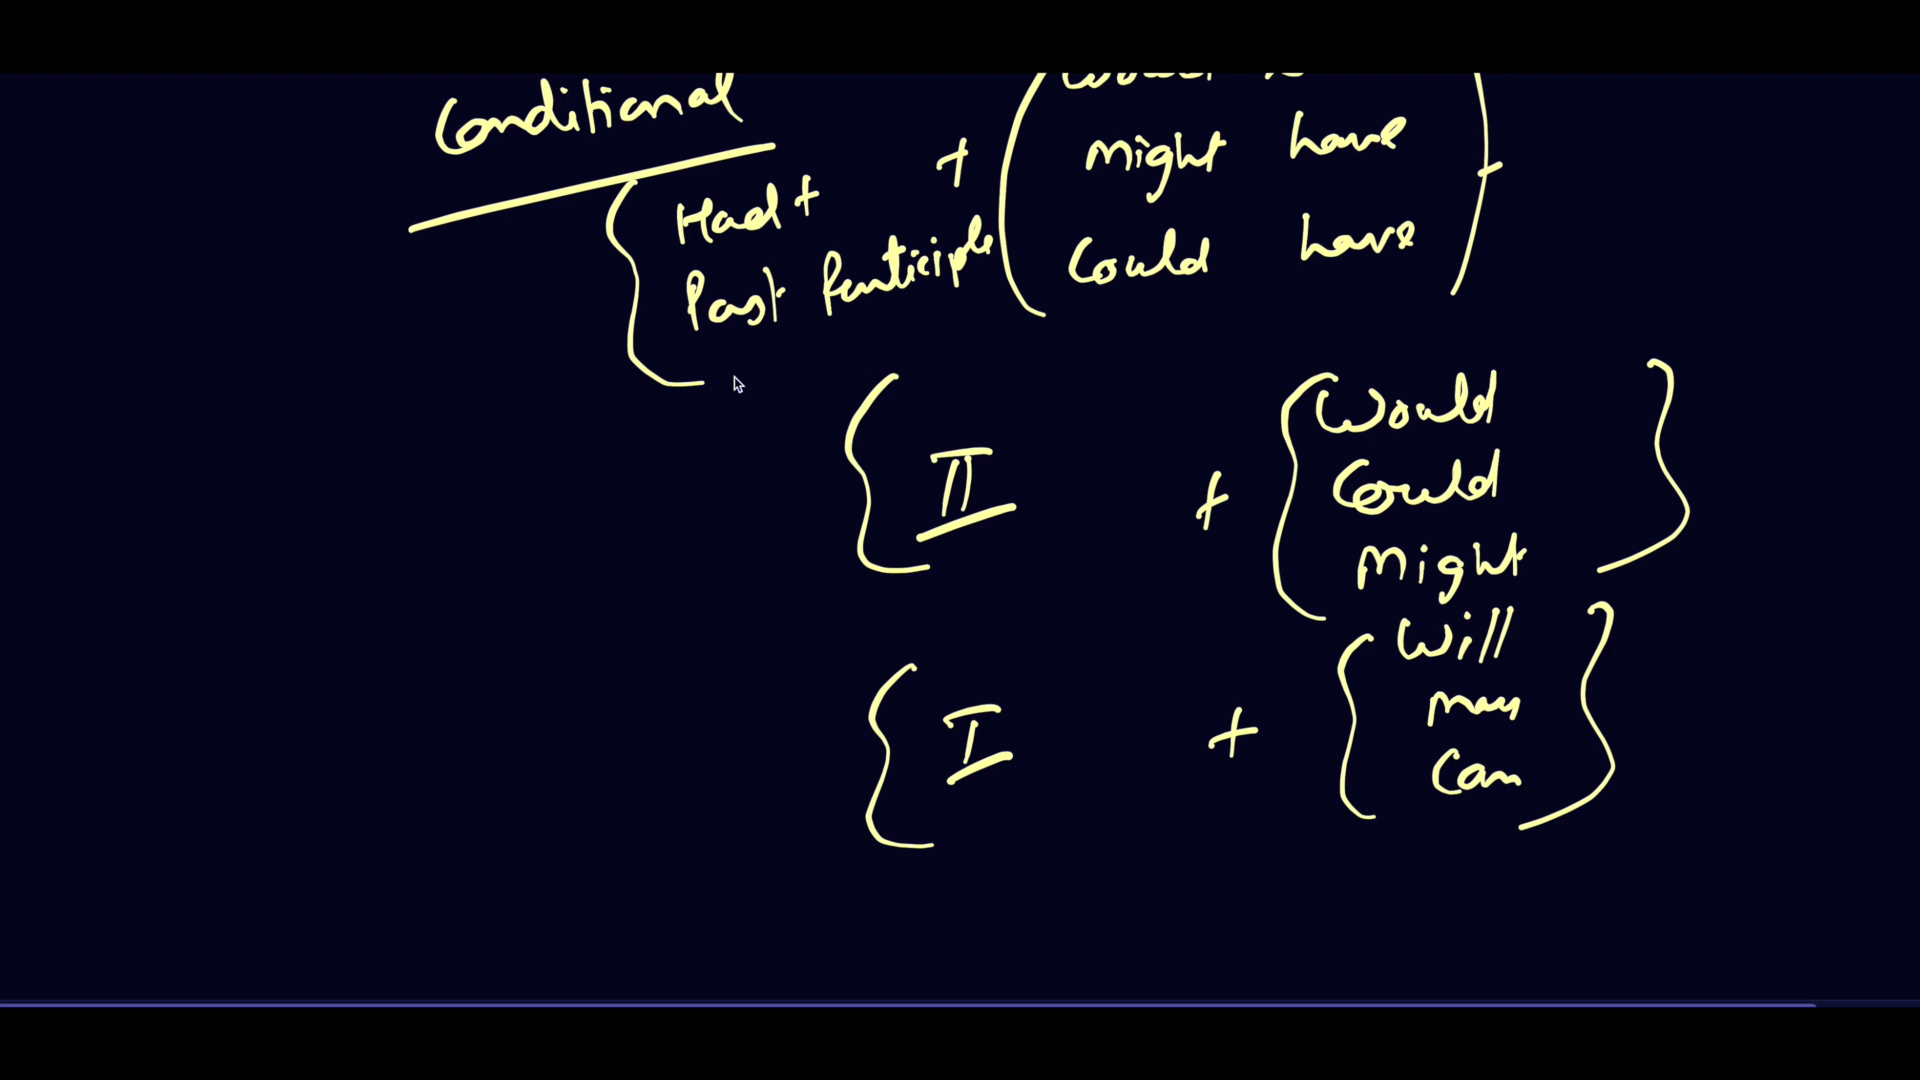 Conditional
Had + Past Participle + might have
Could have
II + Would
Could
Might
I + Will
may
Can